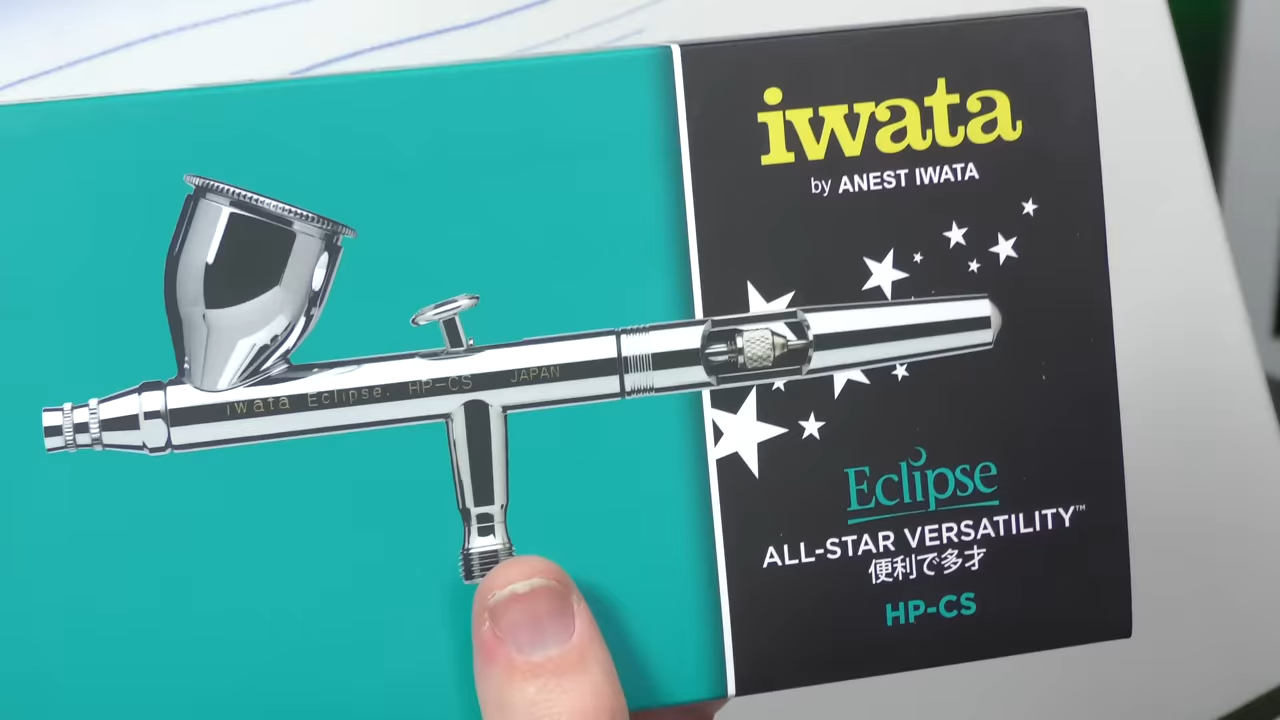 iwata
by ANEST IWATA
iwata Eclipse. HP-CS JAPAN
Eclipse
ALL-STAR VERSATILITY™
便利で多才
HP-CS